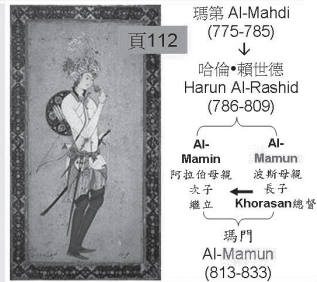 頁112
瑪第 Al-Mahdi
(775-785)
哈倫•賴世德
Harun Al-Rashid
(786-809)
Al-
Mamin
阿拉伯母親
次子
繼立
Al-
Mamun
波斯母親
長子
Khorasan總督
瑪門
Al-Mamun
(813-833)